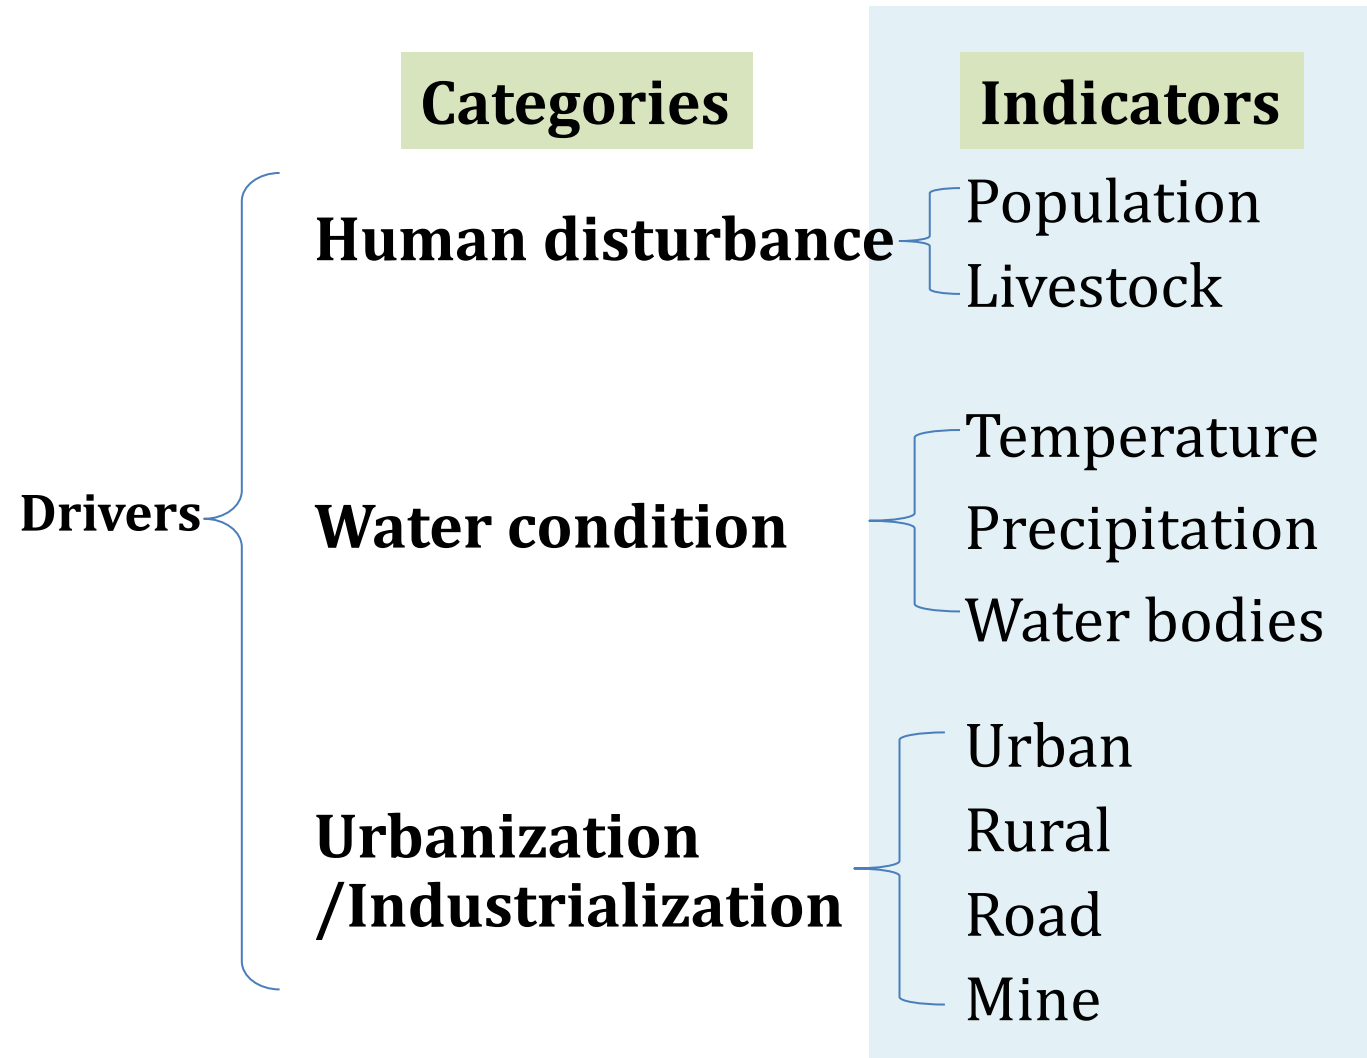 Categories
Indicators
Drivers
Human disturbance
Population
Livestock
Water condition
Temperature
Precipitation
Water bodies
Urbanization
/Industrialization
Urban
Rural
Road
Mine